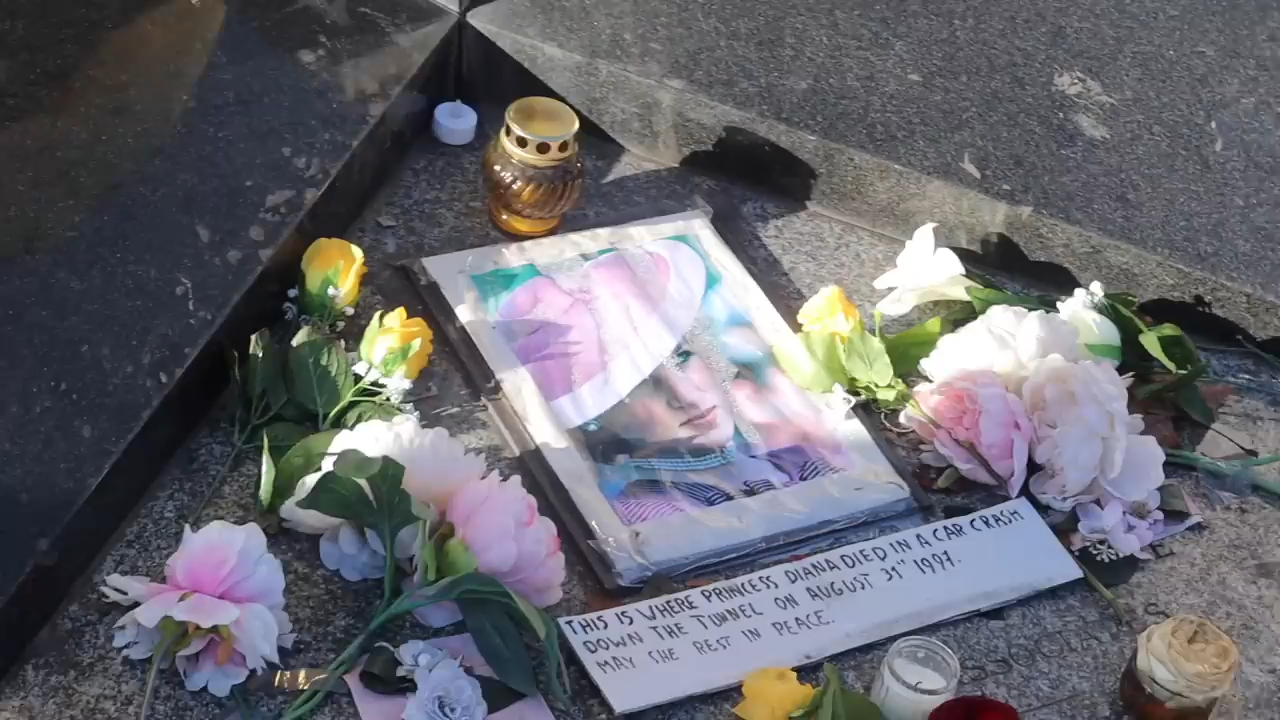 THIS IS WHERE PRINCESS DIANA DIED IN A CAR CRASH
DOWN THE TUNNEL ON AUGUST 31ST 1997.
MAY SHE REST IN PEACE.